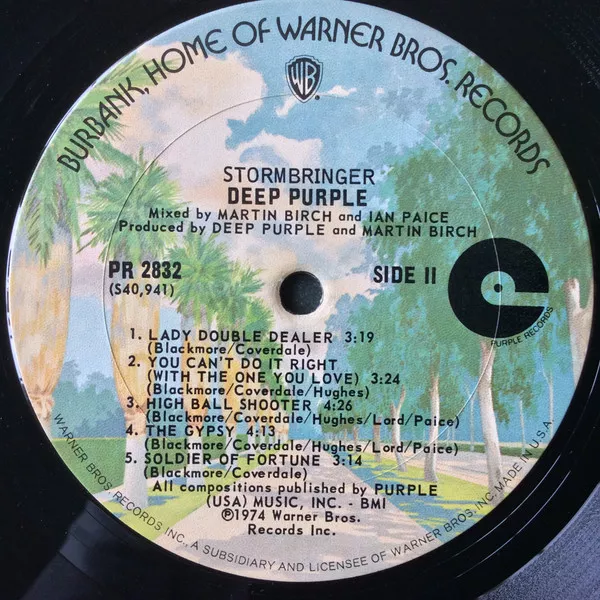 BURBANK, HOME OF WARNER BROS. RECORDS
WB
STORMBRINGER
DEEP PURPLE
Mixed by MARTIN BIRCH and IAN PAICE
Produced by DEEP PURPLE and MARTIN BIRCH
PR 2832
(S40,941)
SIDE II
PURPLE RECORDS
1. LADY DOUBLE DEALER 3:19
(Blackmore/Coverdale)
2. YOU CAN'T DO IT RIGHT
(WITH THE ONE YOU LOVE) 3:24
(Blackmore/Coverdale/Hughes)
3. HIGH BALL SHOOTER 4:26
(Blackmore/Coverdale/Hughes/Lord/Paice)
4. THE GYPSY 4:13
(Blackmore/Coverdale/Hughes/Lord/Paice)
5. SOLDIER OF FORTUNE 3:14
(Blackmore/Coverdale)
All compositions published by PURPLE
(USA) MUSIC, INC. - BMI
℗1974 Warner Bros.
Records Inc.
WARNER BROS. RECORDS INC., A SUBSIDIARY AND LICENSEE OF WARNER BROS. INC. MADE IN U.S.A.